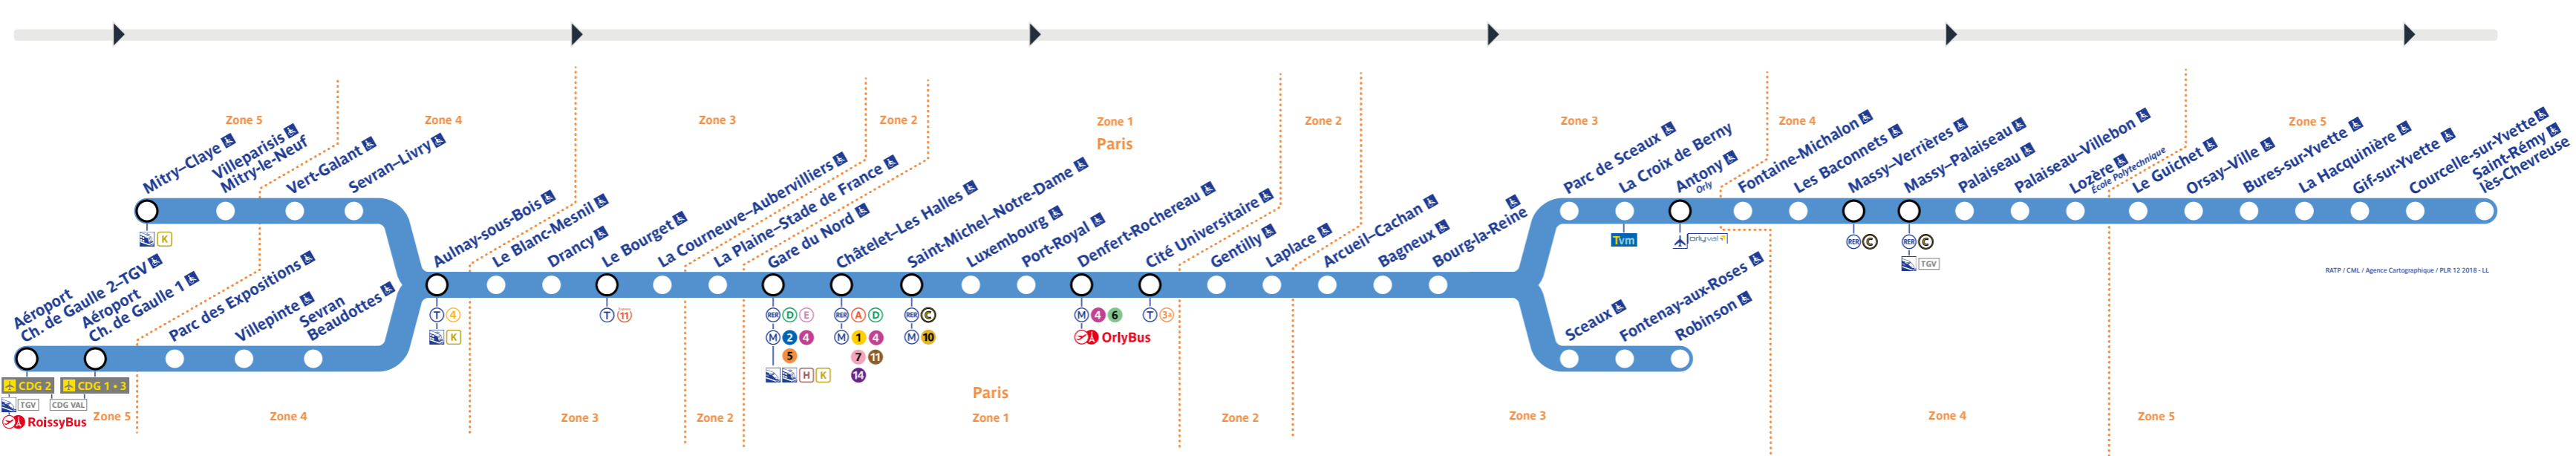 Zone 5
Zone 4
Zone 3
Zone 2
Zone 1
Paris
Zone 2
Zone 3
Zone 4
Zone 5
Mitry–Claye
Villeparisis
Mitry-le-Neuf
Vert-Galant
Sevran–Livry
K
Aéroport
Ch. de Gaulle 2–TGV
Aéroport
Ch. de Gaulle 1
Parc des Expositions
Villepinte
Sevran
Beaudottes
CDG 2
CDG 1 • 3
TGV
CDG VAL
RoissyBus
Aulnay-sous-Bois
T 4
K
Le Blanc-Mesnil
Drancy
Le Bourget
T 11
La Courneuve–Aubervilliers
La Plaine–Stade de France
Gare du Nord
RER D E
M 2 4
5
H K
Châtelet–Les Halles
RER A D
M 1 4
7 11
14
Saint-Michel–Notre-Dame
RER C
M 10
Luxembourg
Port-Royal
Denfert-Rochereau
M 4 6
OrlyBus
Cité Universitaire
T 3a
Gentilly
Laplace
Arcueil–Cachan
Bagneux
Bourg-la-Reine
Parc de Sceaux
La Croix de Berny
Tvm
Antony
Orly
orlyval
Fontaine-Michalon
Les Baconnets
Massy–Verrières
RER C
Massy–Palaiseau
RER C
TGV
Palaiseau
Palaiseau–Villebon
Lozère
École Polytechnique
Le Guichet
Orsay–Ville
Bures-sur-Yvette
La Hacquinière
Gif-sur-Yvette
Courcelle-sur-Yvette
Saint-Rémy
lès-Chevreuse
Sceaux
Fontenay-aux-Roses
Robinson
RATP / CML / Agence Cartographique / PLR 12 2018 - LL
Zone 5
Zone 4
Zone 3
Zone 2
Paris
Zone 1
Zone 2
Zone 3
Zone 4
Zone 5